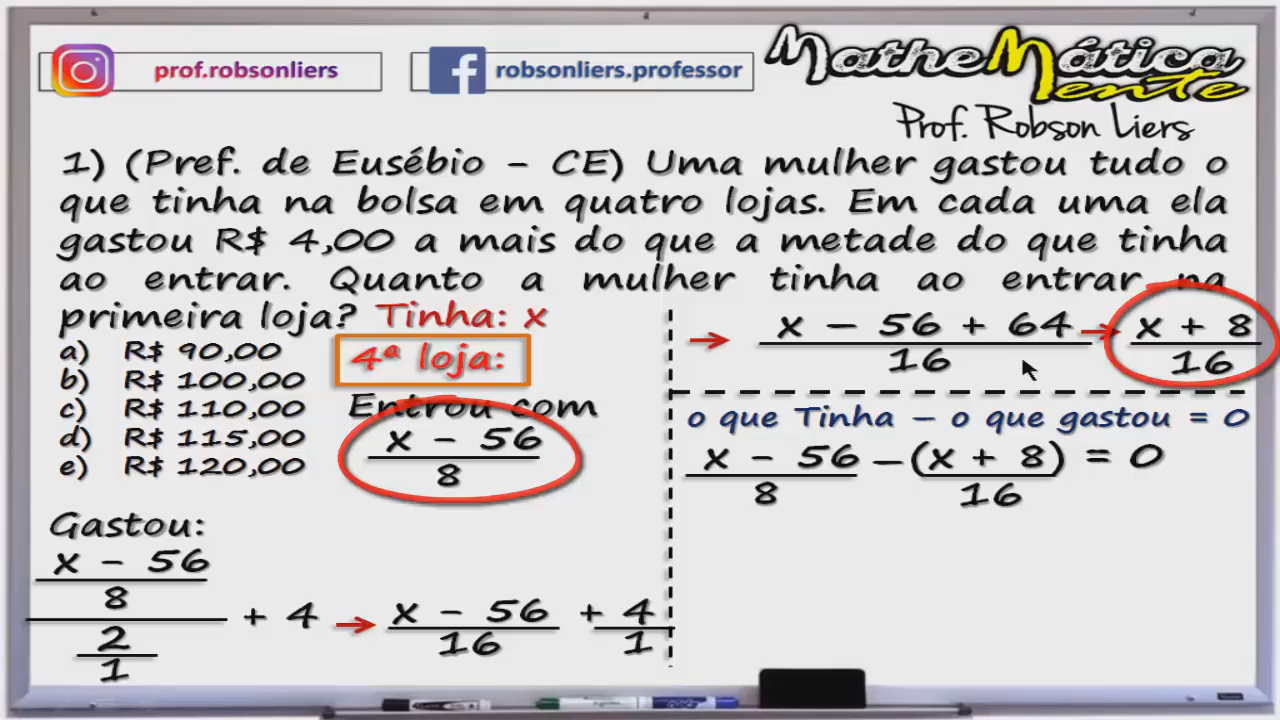 prof.robsonliers
robsonliers.professor
MatheMática
Mente
Prof. Robson Liers
1) (Pref. de Eusébio - CE) Uma mulher gastou tudo o
que tinha na bolsa em quatro lojas. Em cada uma ela
gastou R$ 4,00 a mais do que a metade do que tinha
ao entrar. Quanto a mulher tinha ao entrar na
primeira loja? Tinha: x
a) R$ 90,00
b) R$ 100,00
c) R$ 110,00
d) R$ 115,00
e) R$ 120,00
4ª loja:
Entrou com
x - 56
8
Gastou:
x - 56
8
2
1
+ 4 → x - 56 + 4
16 1
→ x - 56 + 64 → x + 8
16 16
o que Tinha - o que gastou = 0
x - 56 - (x + 8) = 0
8 16